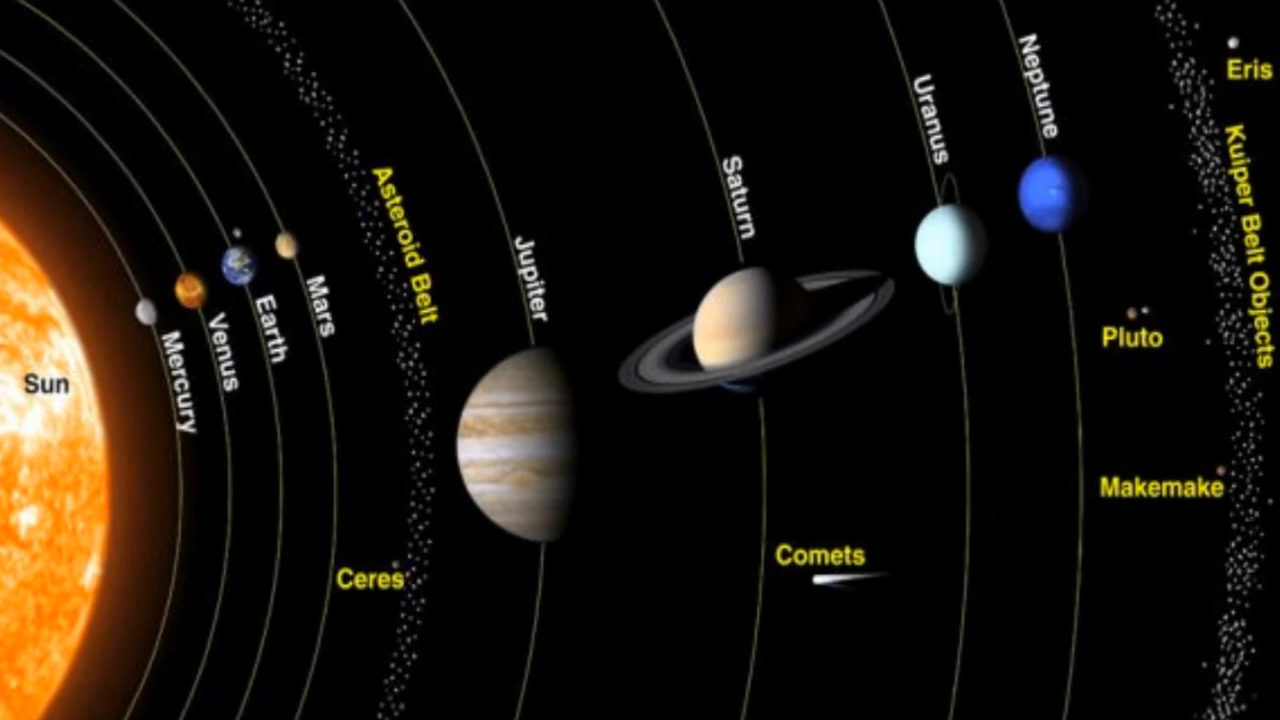 Sun
Mercury
Venus
Earth
Mars
Asteroid Belt
Ceres
Jupiter
Saturn
Comets
Uranus
Neptune
Pluto
Makemake
Eris
Kuiper Belt Objects